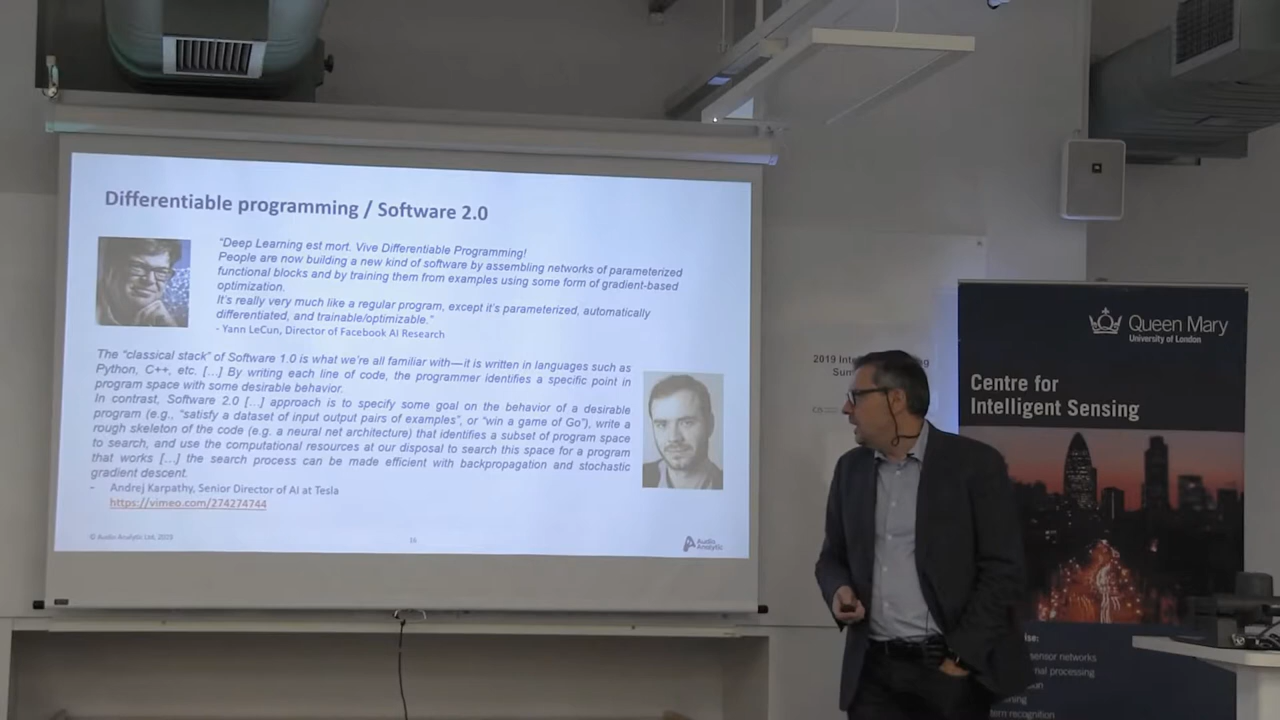 Differentiable programming / Software 2.0
"Deep Learning est mort. Vive Differentiable Programming!
People are now building a new kind of software by assembling networks of parameterized
functional blocks and by training them from examples using some form of gradient-based
optimization.
It's really very much like a regular program, except it's parameterized, automatically
differentiated, and trainable/optimizable."
- Yann LeCun, Director of Facebook AI Research
The "classical stack" of Software 1.0 is what we're all familiar with—it is written in languages such as
Python, C++, etc. [...] By writing each line of code, the programmer identifies a specific point in
program space with some desirable behavior.
In contrast, Software 2.0 [...] approach is to specify some goal on the behavior of a desirable
program (e.g., "satisfy a dataset of input output pairs of examples", or "win a game of Go"), write a
rough skeleton of the code (e.g. a neural net architecture) that identifies a subset of program space
to search, and use the computational resources at our disposal to search this space for a program
that works [...] the search process can be made efficient with backpropagation and stochastic
gradient descent.
- Andrej Karpathy, Senior Director of AI at Tesla
https://vimeo.com/274274744
© Audio Analytic Ltd, 2019
16
Audio
Analytic
2019
Queen Mary
University of London
Centre for
Intelligent Sensing
sensor networks
processing
recognition